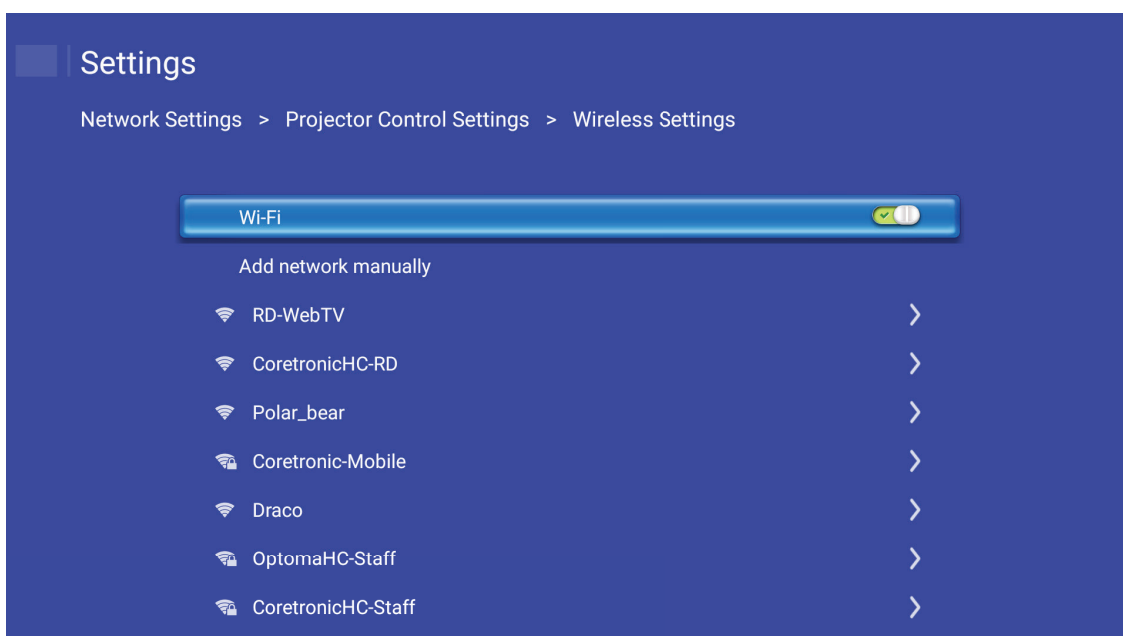 Settings
Network Settings > Projector Control Settings > Wireless Settings
Wi-Fi
Add network manually
RD-WebTV
CoretronicHC-RD
Polar_bear
Coretronic-Mobile
Draco
OptomaHC-Staff
CoretronicHC-Staff